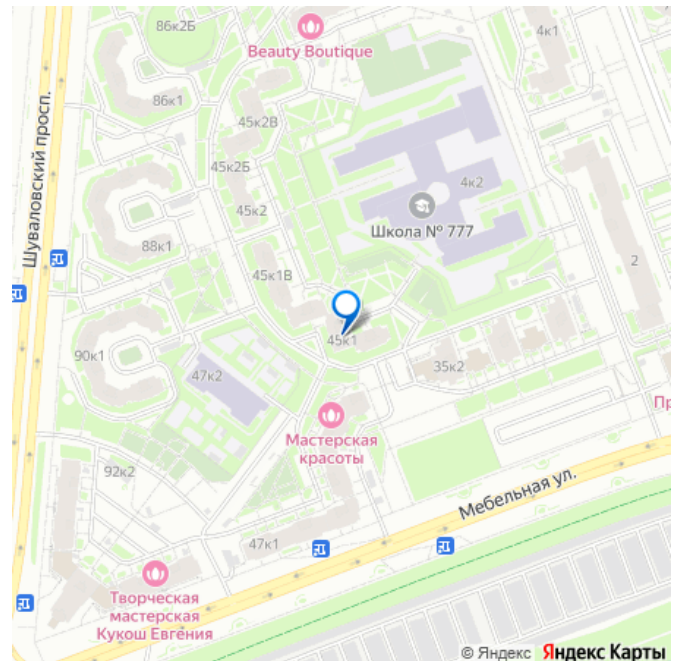 86к2Б
4к1
Beauty Boutique
86к1
45к2В
Шуваловский просп.
45к2Б
4к2
45к2
Школа № 777
88к1
2
45к1В
45к1
90к1
35к2
47к2
Пр
Мастерская
красоты
92к2
Мебельная ул.
47к1
Творческая
мастерская
Кукош Евгения
© Яндекс Яндекс Карты